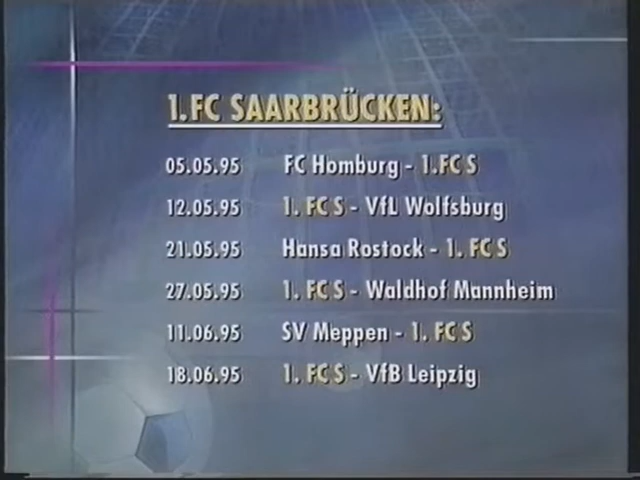 1.FC SAARBRÜCKEN:
05.05.95 FC Homburg - 1.FC S
12.05.95 1. FC S - VfL Wolfsburg
21.05.95 Hansa Rostock - 1. FC S
27.05.95 1. FC S - Waldhof Mannheim
11.06.95 SV Meppen - 1. FC S
18.06.95 1. FC S - VfB Leipzig